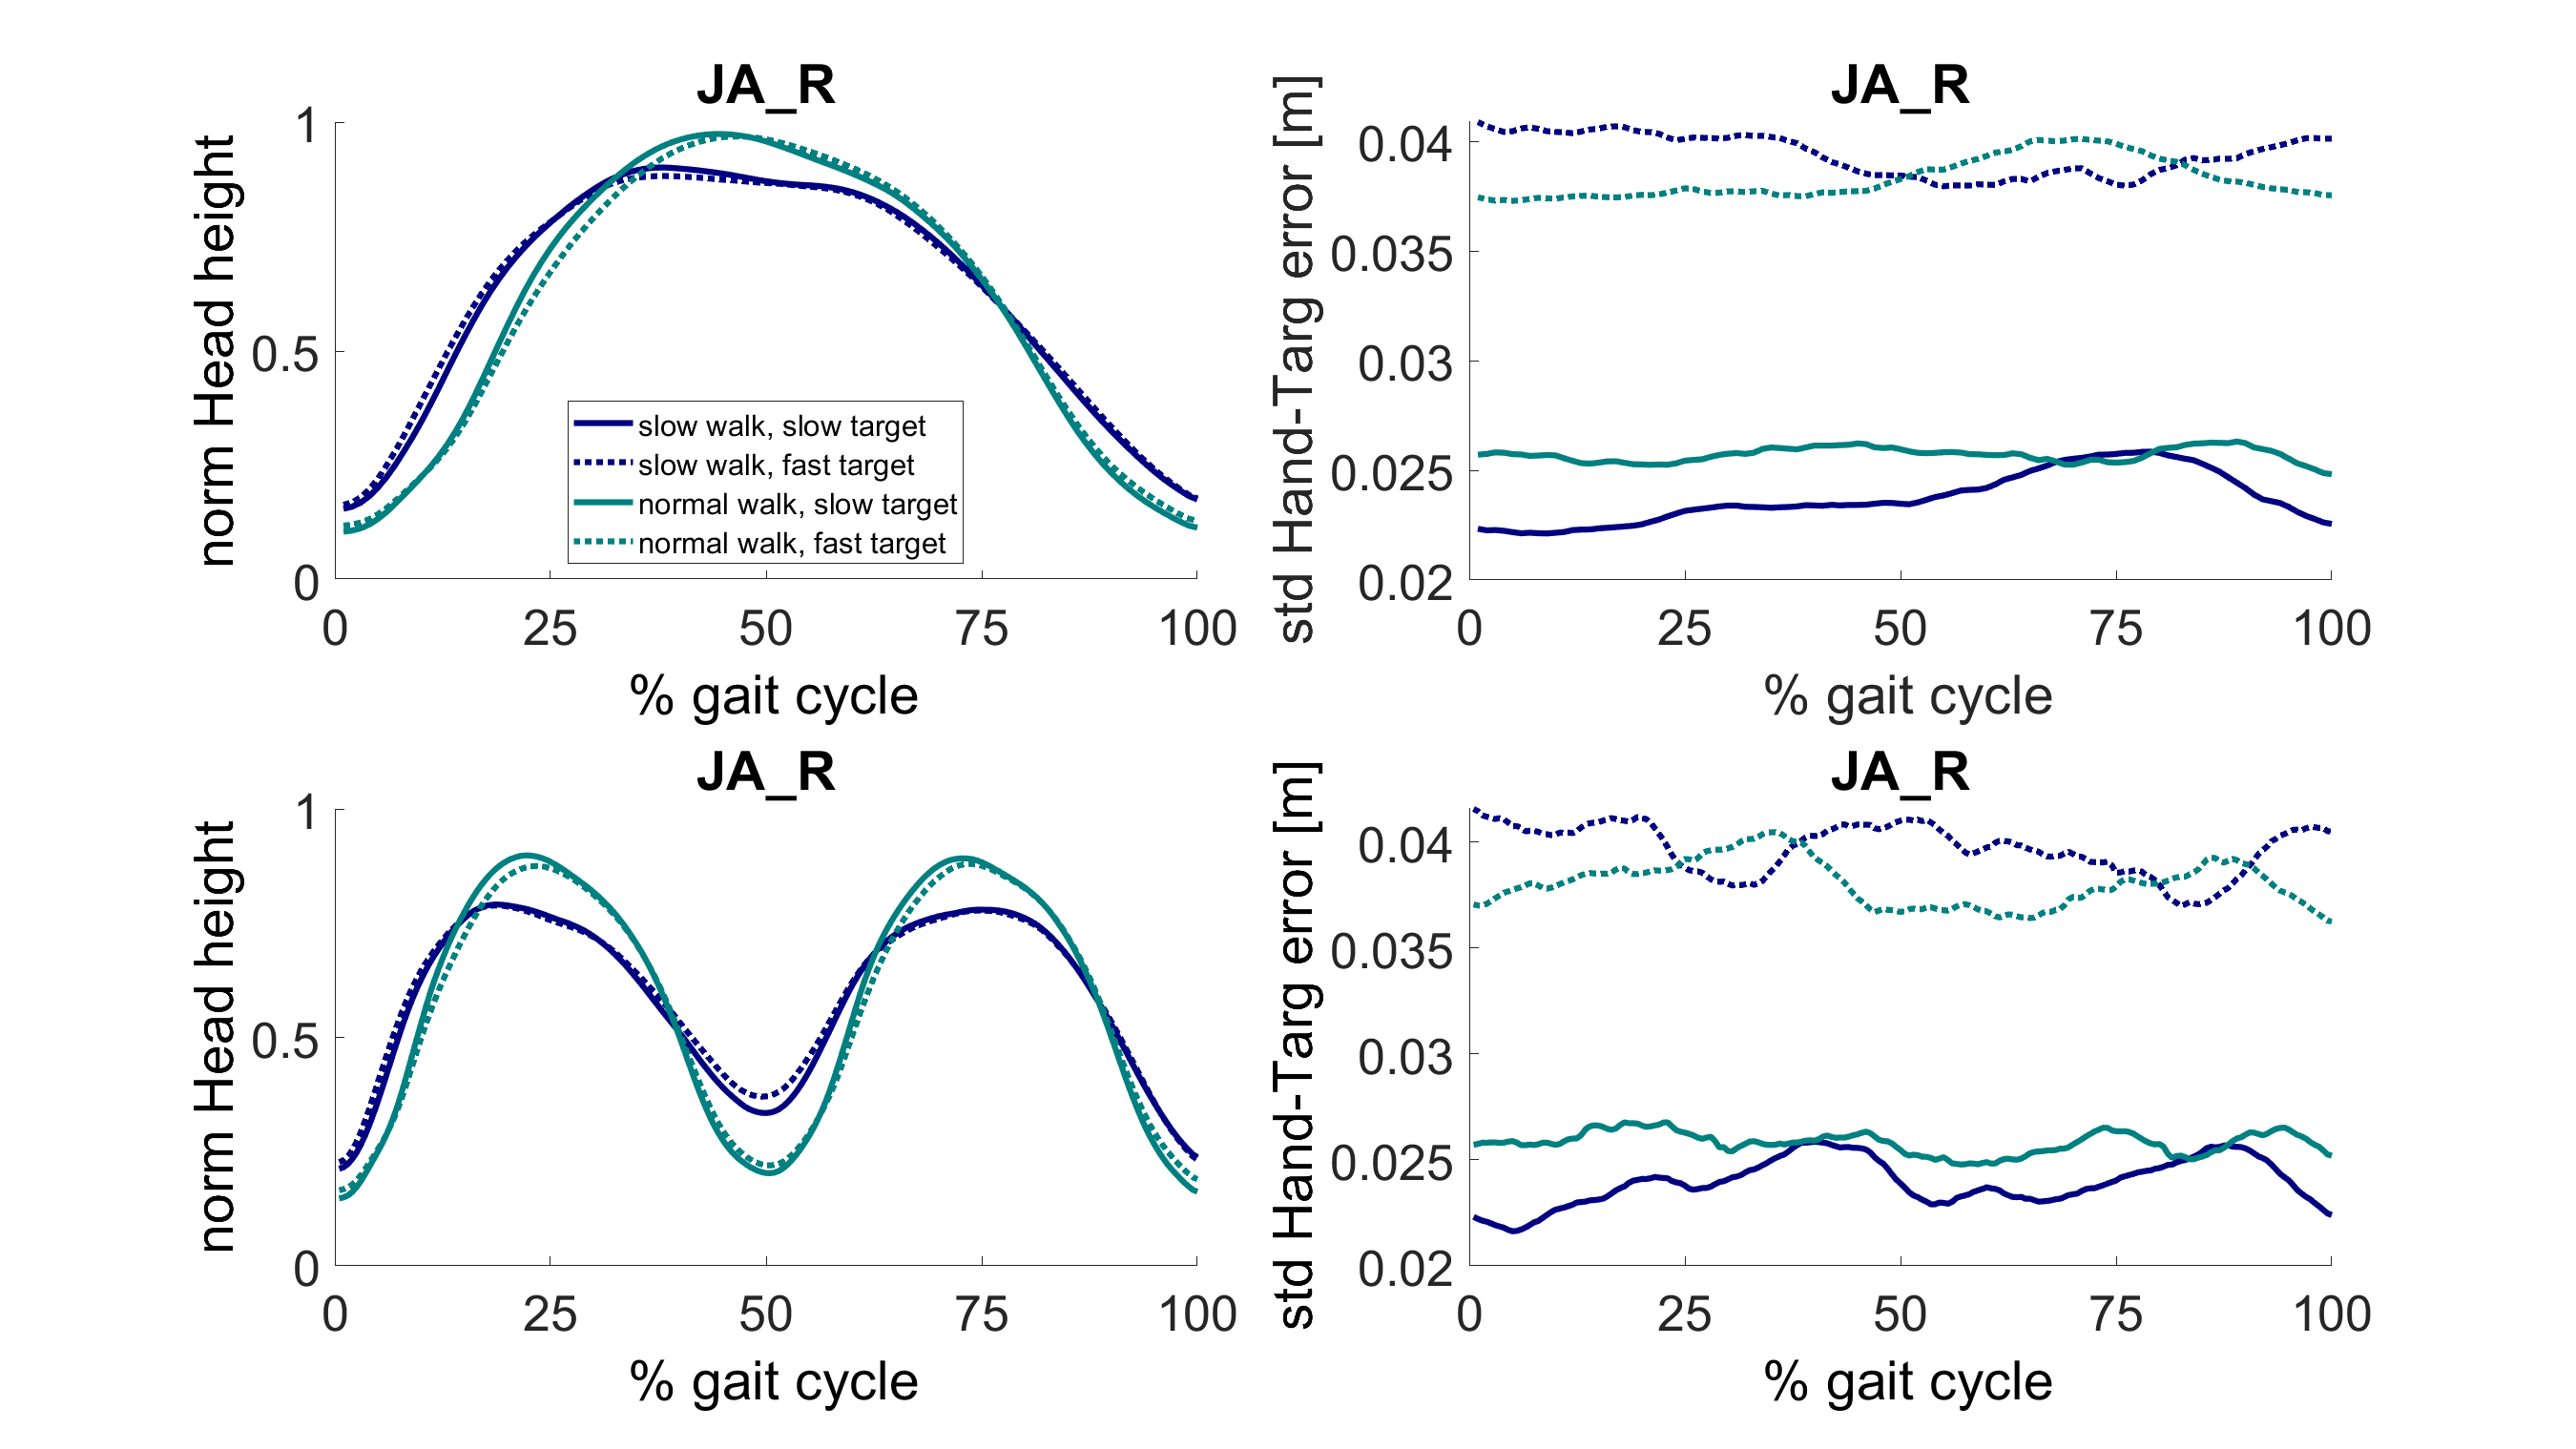 JA_R
norm Head height
1
0.5
0
slow walk, slow target
slow walk, fast target
normal walk, slow target
normal walk, fast target
0 25 50 75 100
% gait cycle
JA_R
std Hand-Targ error [m]
0.04
0.035
0.03
0.025
0.02
0 25 50 75 100
% gait cycle
JA_R
norm Head height
1
0.5
0
0 25 50 75 100
% gait cycle
JA_R
std Hand-Targ error [m]
0.04
0.035
0.03
0.025
0.02
0 25 50 75 100
% gait cycle